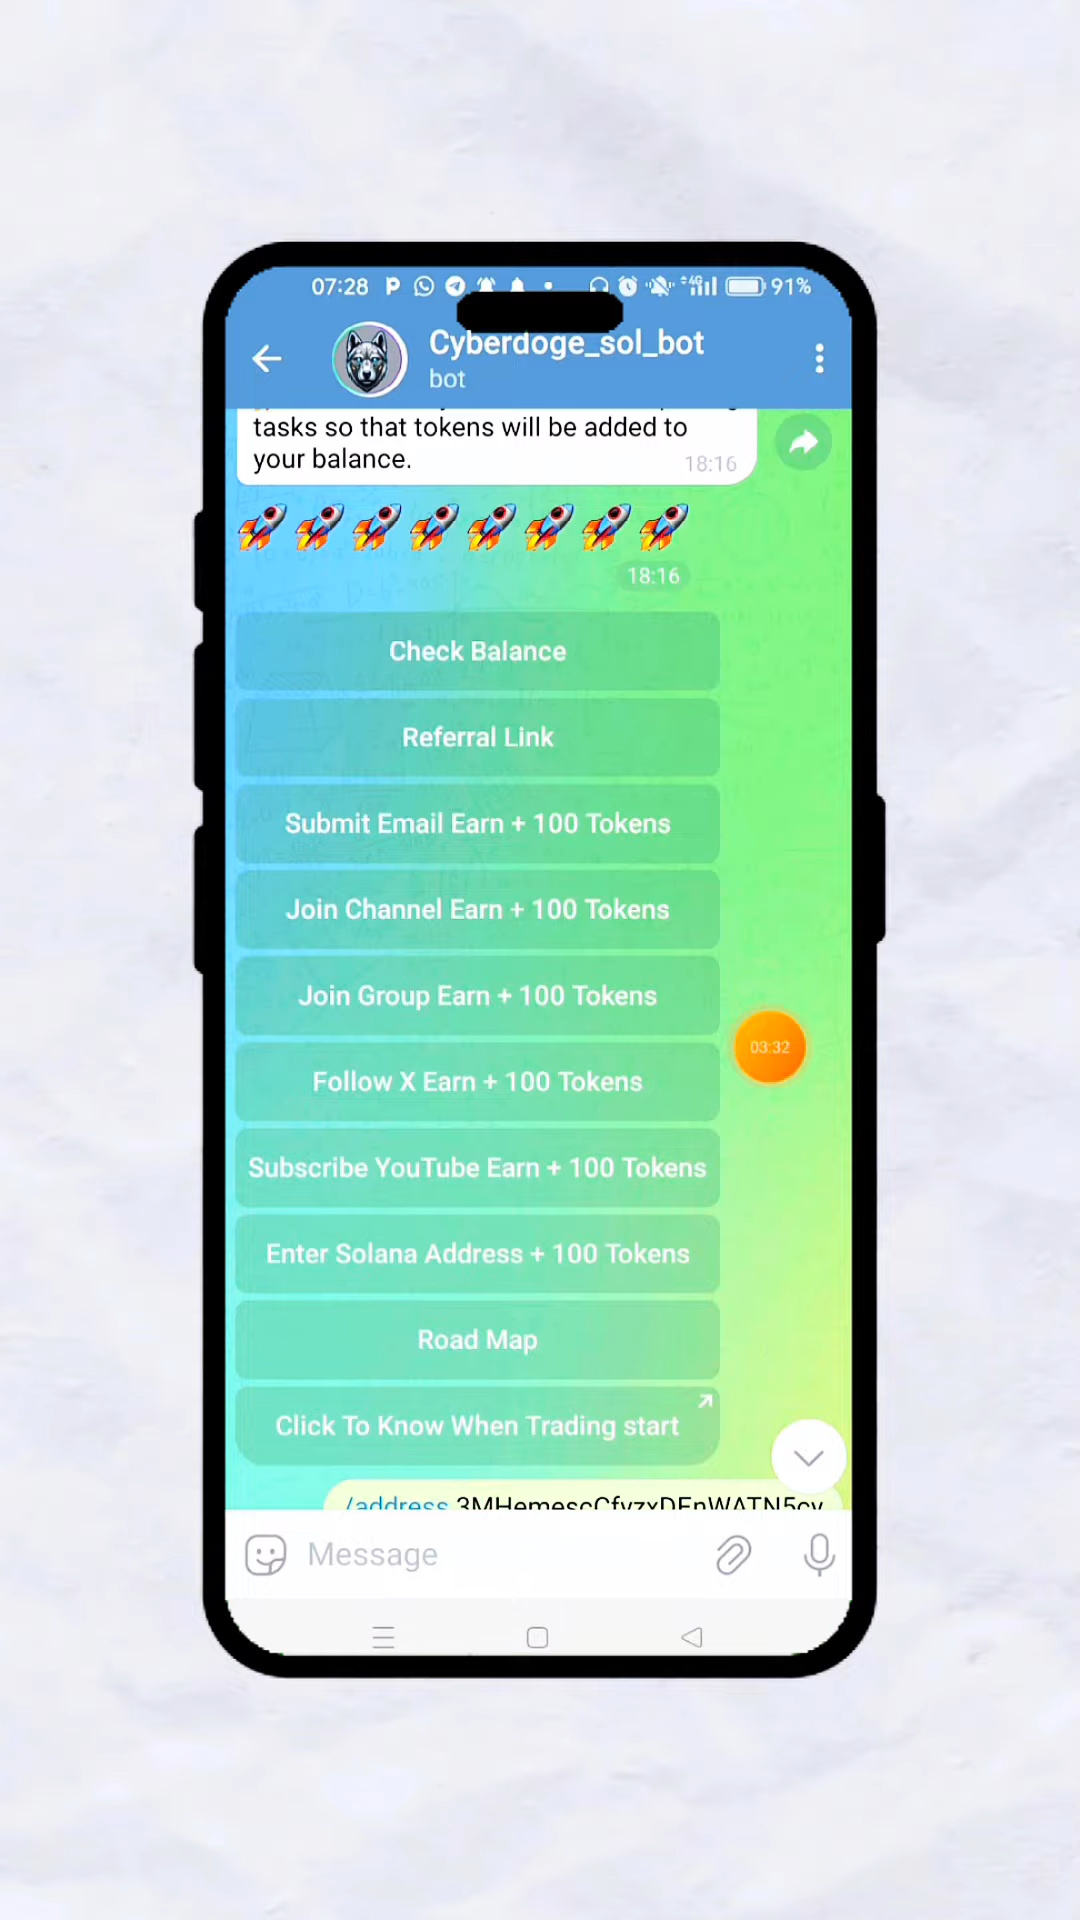 07:28
91%
Cyberdoge_sol_bot
bot
tasks so that tokens will be added to
your balance.
18:16
18:16
Check Balance
Referral Link
Submit Email Earn + 100 Tokens
Join Channel Earn + 100 Tokens
Join Group Earn + 100 Tokens
03:32
Follow X Earn + 100 Tokens
Subscribe YouTube Earn + 100 Tokens
Enter Solana Address + 100 Tokens
Road Map
Click To Know When Trading start
/address
Message